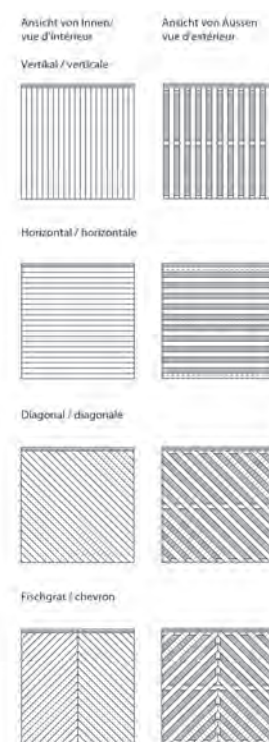 Ansicht von Innen/
vue d'intérieur
Ansicht von Aussen
vue d'extérieur
Vertikal / verticale
Horizontal / horizontale
Diagonal / diagonale
Fischgrat / chevron